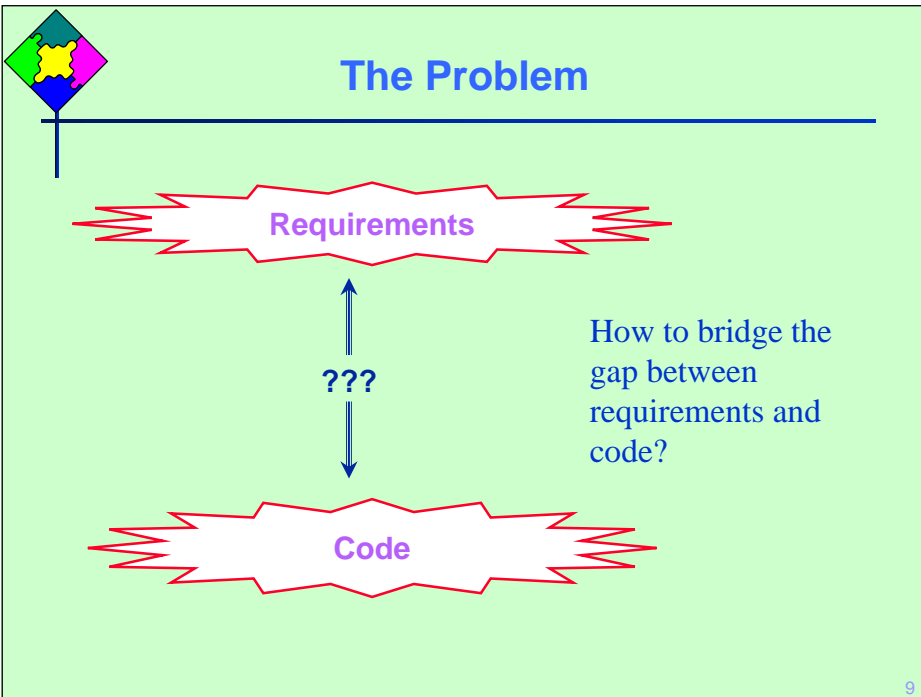 The Problem
Requirements
???
How to bridge the
gap between
requirements and
code?
Code
9